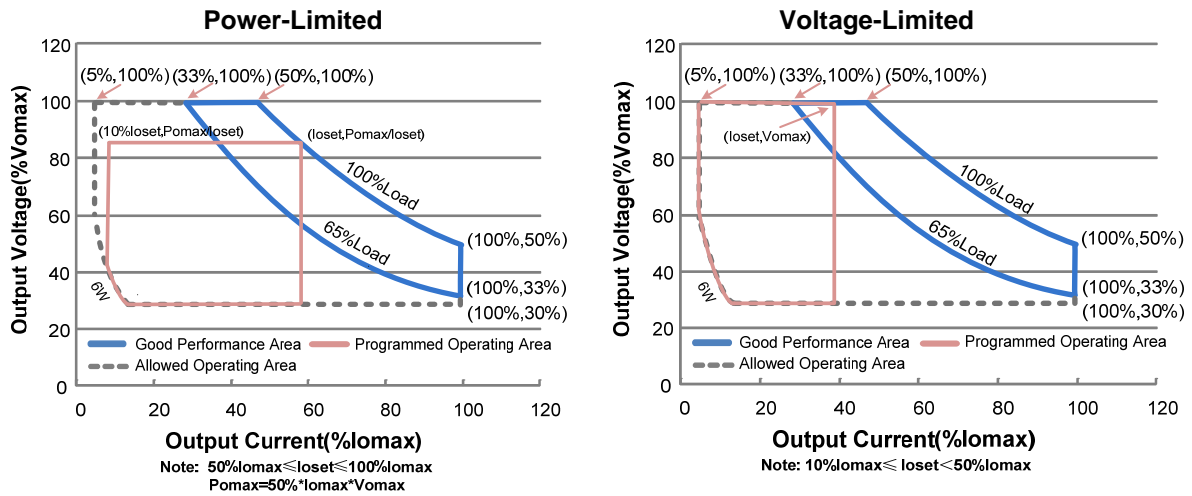 Power-Limited
Output Voltage(%Vomax)
120
100
80
60
40
20
0
(5%,100%) (33%,100%) (50%,100%)
(10%Ioset,Pomax/Ioset)
(Ioset,Pomax/Ioset)
100%Load
65%Load
6W
(100%,50%)
(100%,33%)
(100%,30%)
Good Performance Area
Programmed Operating Area
Allowed Operating Area
0 20 40 60 80 100 120
Output Current(%Iomax)
Note: 50%Iomax≤Ioset≤100%Iomax
Pomax=50%*Iomax*Vomax
Voltage-Limited
Output Voltage(%Vomax)
120
100
80
60
40
20
0
(5%,100%) (33%,100%) (50%,100%)
(Ioset,Vomax)
100%Load
65%Load
6W
(100%,50%)
(100%,33%)
(100%,30%)
Good Performance Area
Programmed Operating Area
Allowed Operating Area
0 20 40 60 80 100 120
Output Current(%Iomax)
Note: 10%Iomax≤ Ioset<50%Iomax